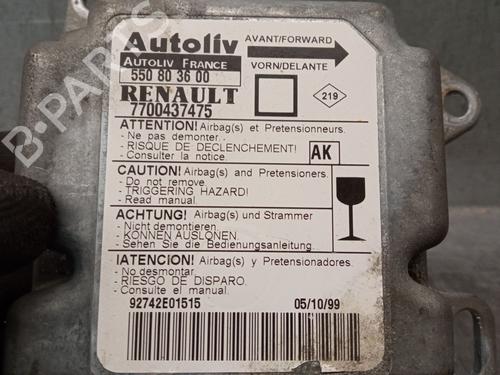 Autoliv
AVANT/FORWARD
AUTOLIV FRANCE
VORN/DELANTE
550 80 36 00
RENAULT
7700437475
219
ATTENTION! Airbag(s) et Pretensionneurs.
- Ne pas demonter.
- RISQUE DE DECLENCHEMENT!
- Consulter la notice.
AK
CAUTION! Airbag(s) and Pretensioners.
- Do not remove.
- TRIGGERING HAZARD!
- Read manual.
ACHTUNG! Airbag(s) und Strammer
- Nicht demontieren.
- KONNEN AUSLONEN.
- Sehen Sie die Bedienungsanleitung.
¡ATENCION! Airbag(s) y Pretensionadores.
- No desmontar.
- RIESGO DE DISPARO.
- Consulte el manual.
92742E01515
05/10/99
B-PARTS